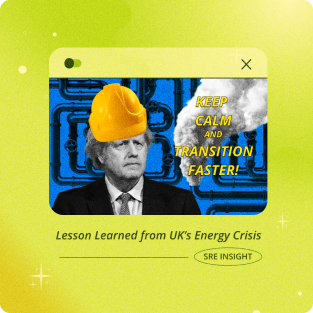 KEEP
CALM
AND
TRANSITION
FASTER!
Lesson Learned from UK's Energy Crisis
SRE INSIGHT